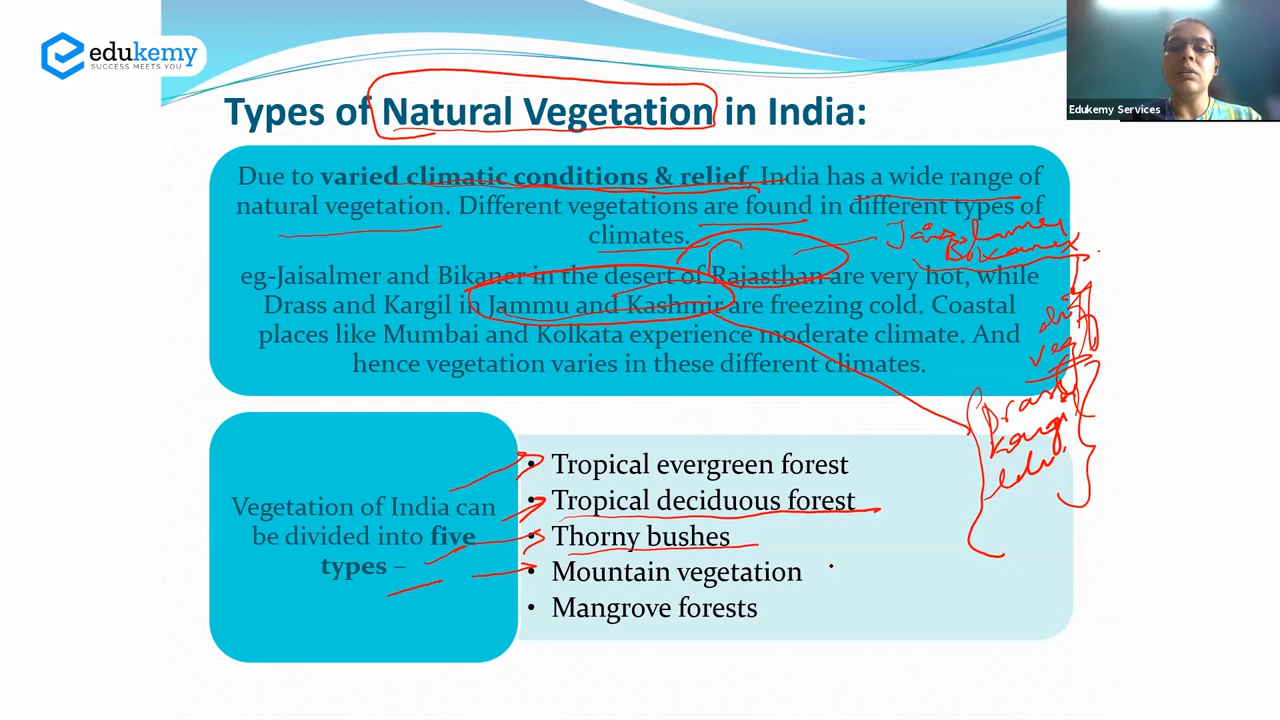 edukemy
SUCCESS MEETS YOU
Edukemy Services
Types of Natural Vegetation in India:
Due to varied climatic conditions & relief, India has a wide range of
natural vegetation. Different vegetations are found in different types of
climates.
Jaisalmer
Bikaner
eg-Jaisalmer and Bikaner in the desert of Rajasthan are very hot, while
Drass and Kargil in Jammu and Kashmir are freezing cold. Coastal
places like Mumbai and Kolkata experience moderate climate. And
hence vegetation varies in these different climates.
diff
veg
Drass
Vegetation of India can
be divided into five
types –
• Tropical evergreen forest
• Tropical deciduous forest
• Thorny bushes
• Mountain vegetation
• Mangrove forests